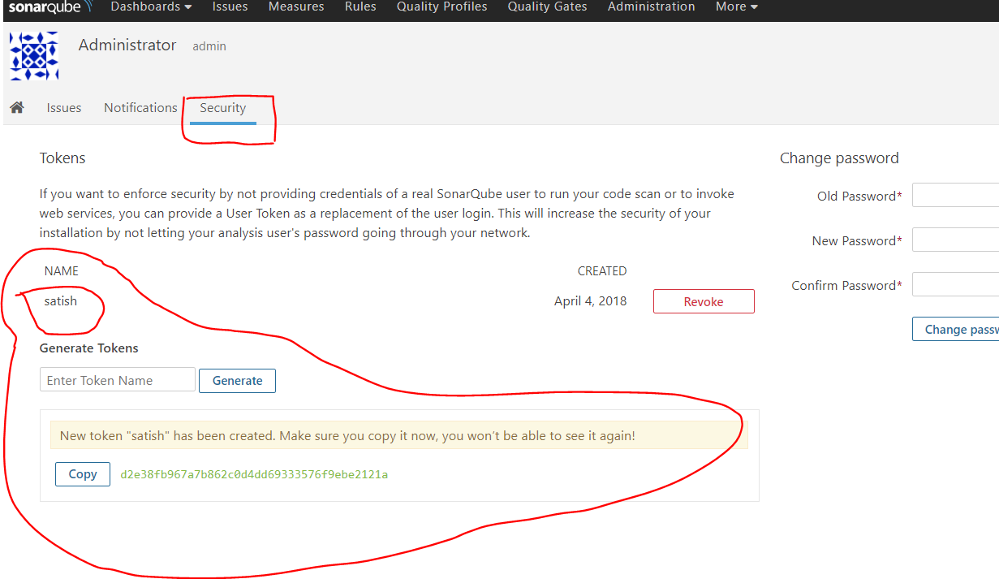 sonarqube Dashboards Issues Measures Rules Quality Profiles Quality Gates Administration More
Administrator admin
Issues Notifications Security
Tokens
If you want to enforce security by not providing credentials of a real SonarQube user to run your code scan or to invoke
web services, you can provide a User Token as a replacement of the user login. This will increase the security of your
installation by not letting your analysis user's password going through your network.
NAME CREATED
satish April 4, 2018 Revoke
Generate Tokens
Enter Token Name Generate
New token "satish" has been created. Make sure you copy it now, you won't be able to see it again!
Copy d2e38fb967a7b862c0d4dd69333576f9ebe2121a
Change password
Old Password*
New Password*
Confirm Password*
Change passw